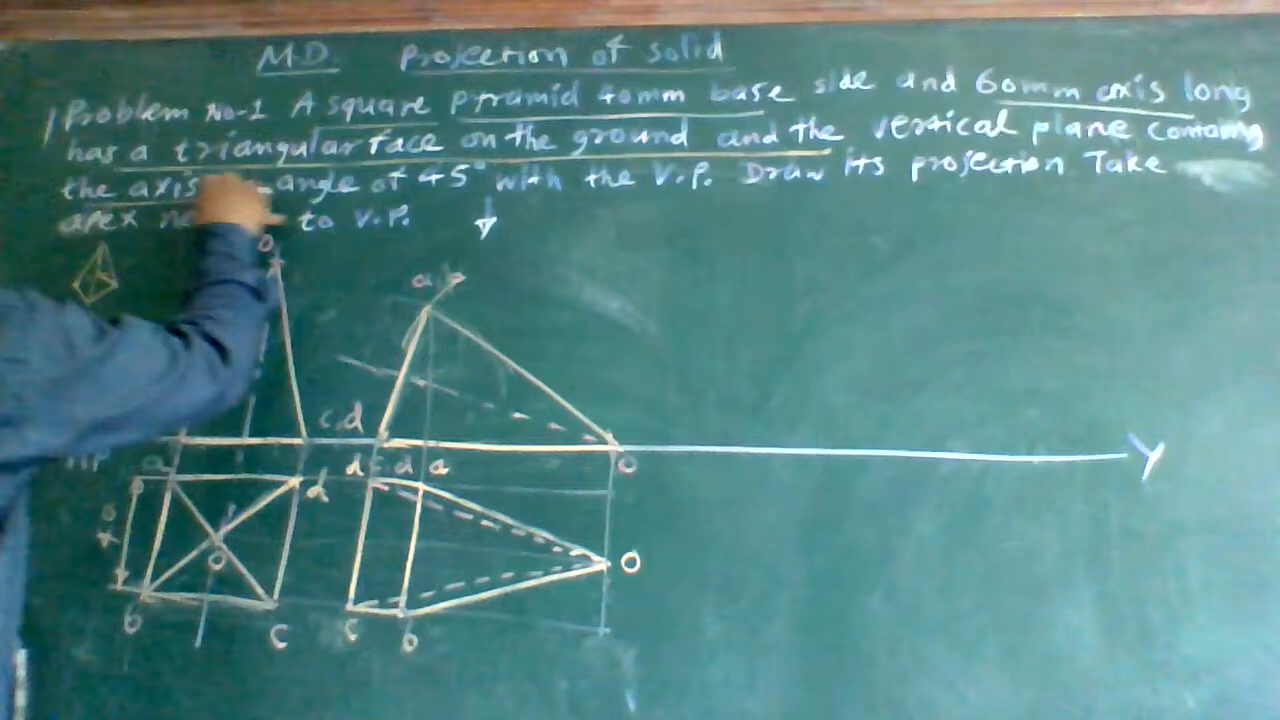 M.D. Projection of solid
Problem No-1 A square pyramid 40mm base side and 60mm axis long
has a triangular face on the ground and the vertical plane containing
the axis angle of 45° with the V.P. Draw its projection Take
apex to V.P.
o
a b
c,d
Y
o
a
d c d a
d
o
O
b
c
c
b